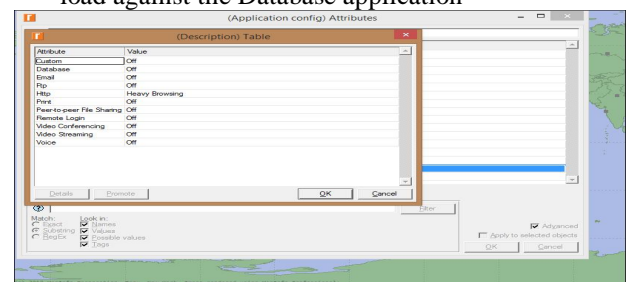 load against the Database application
(Application config) Attributes
(Description) Table
Attribute Value
Custom Off
Database Off
Email Off
Ftp Off
Http Heavy Browsing
Print Off
Peer-to-peer File Sharing Off
Remote Login Off
Video Conferencing Off
Video Streaming Off
Voice Off
Details Promote OK Cancel
Filter
Match: Look in:
Exact Names
Substring Values
RegEx Possible values
Tags
Advanced
Apply to selected objects
OK Cancel